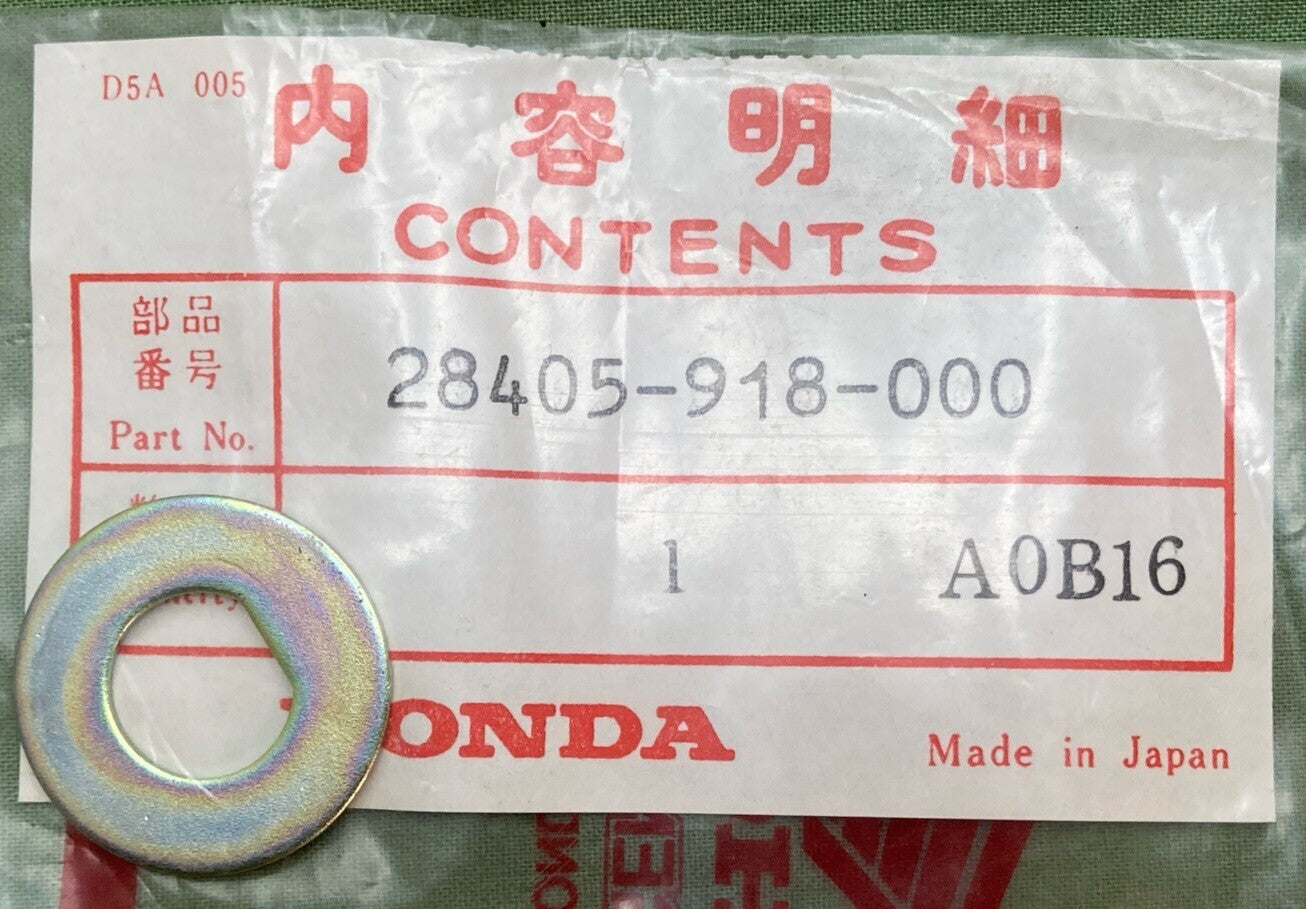 D5A 005
内容明細
CONTENTS
部品
番号
Part No.
28405-918-000
1 A0B16
ONDA
Made in Japan